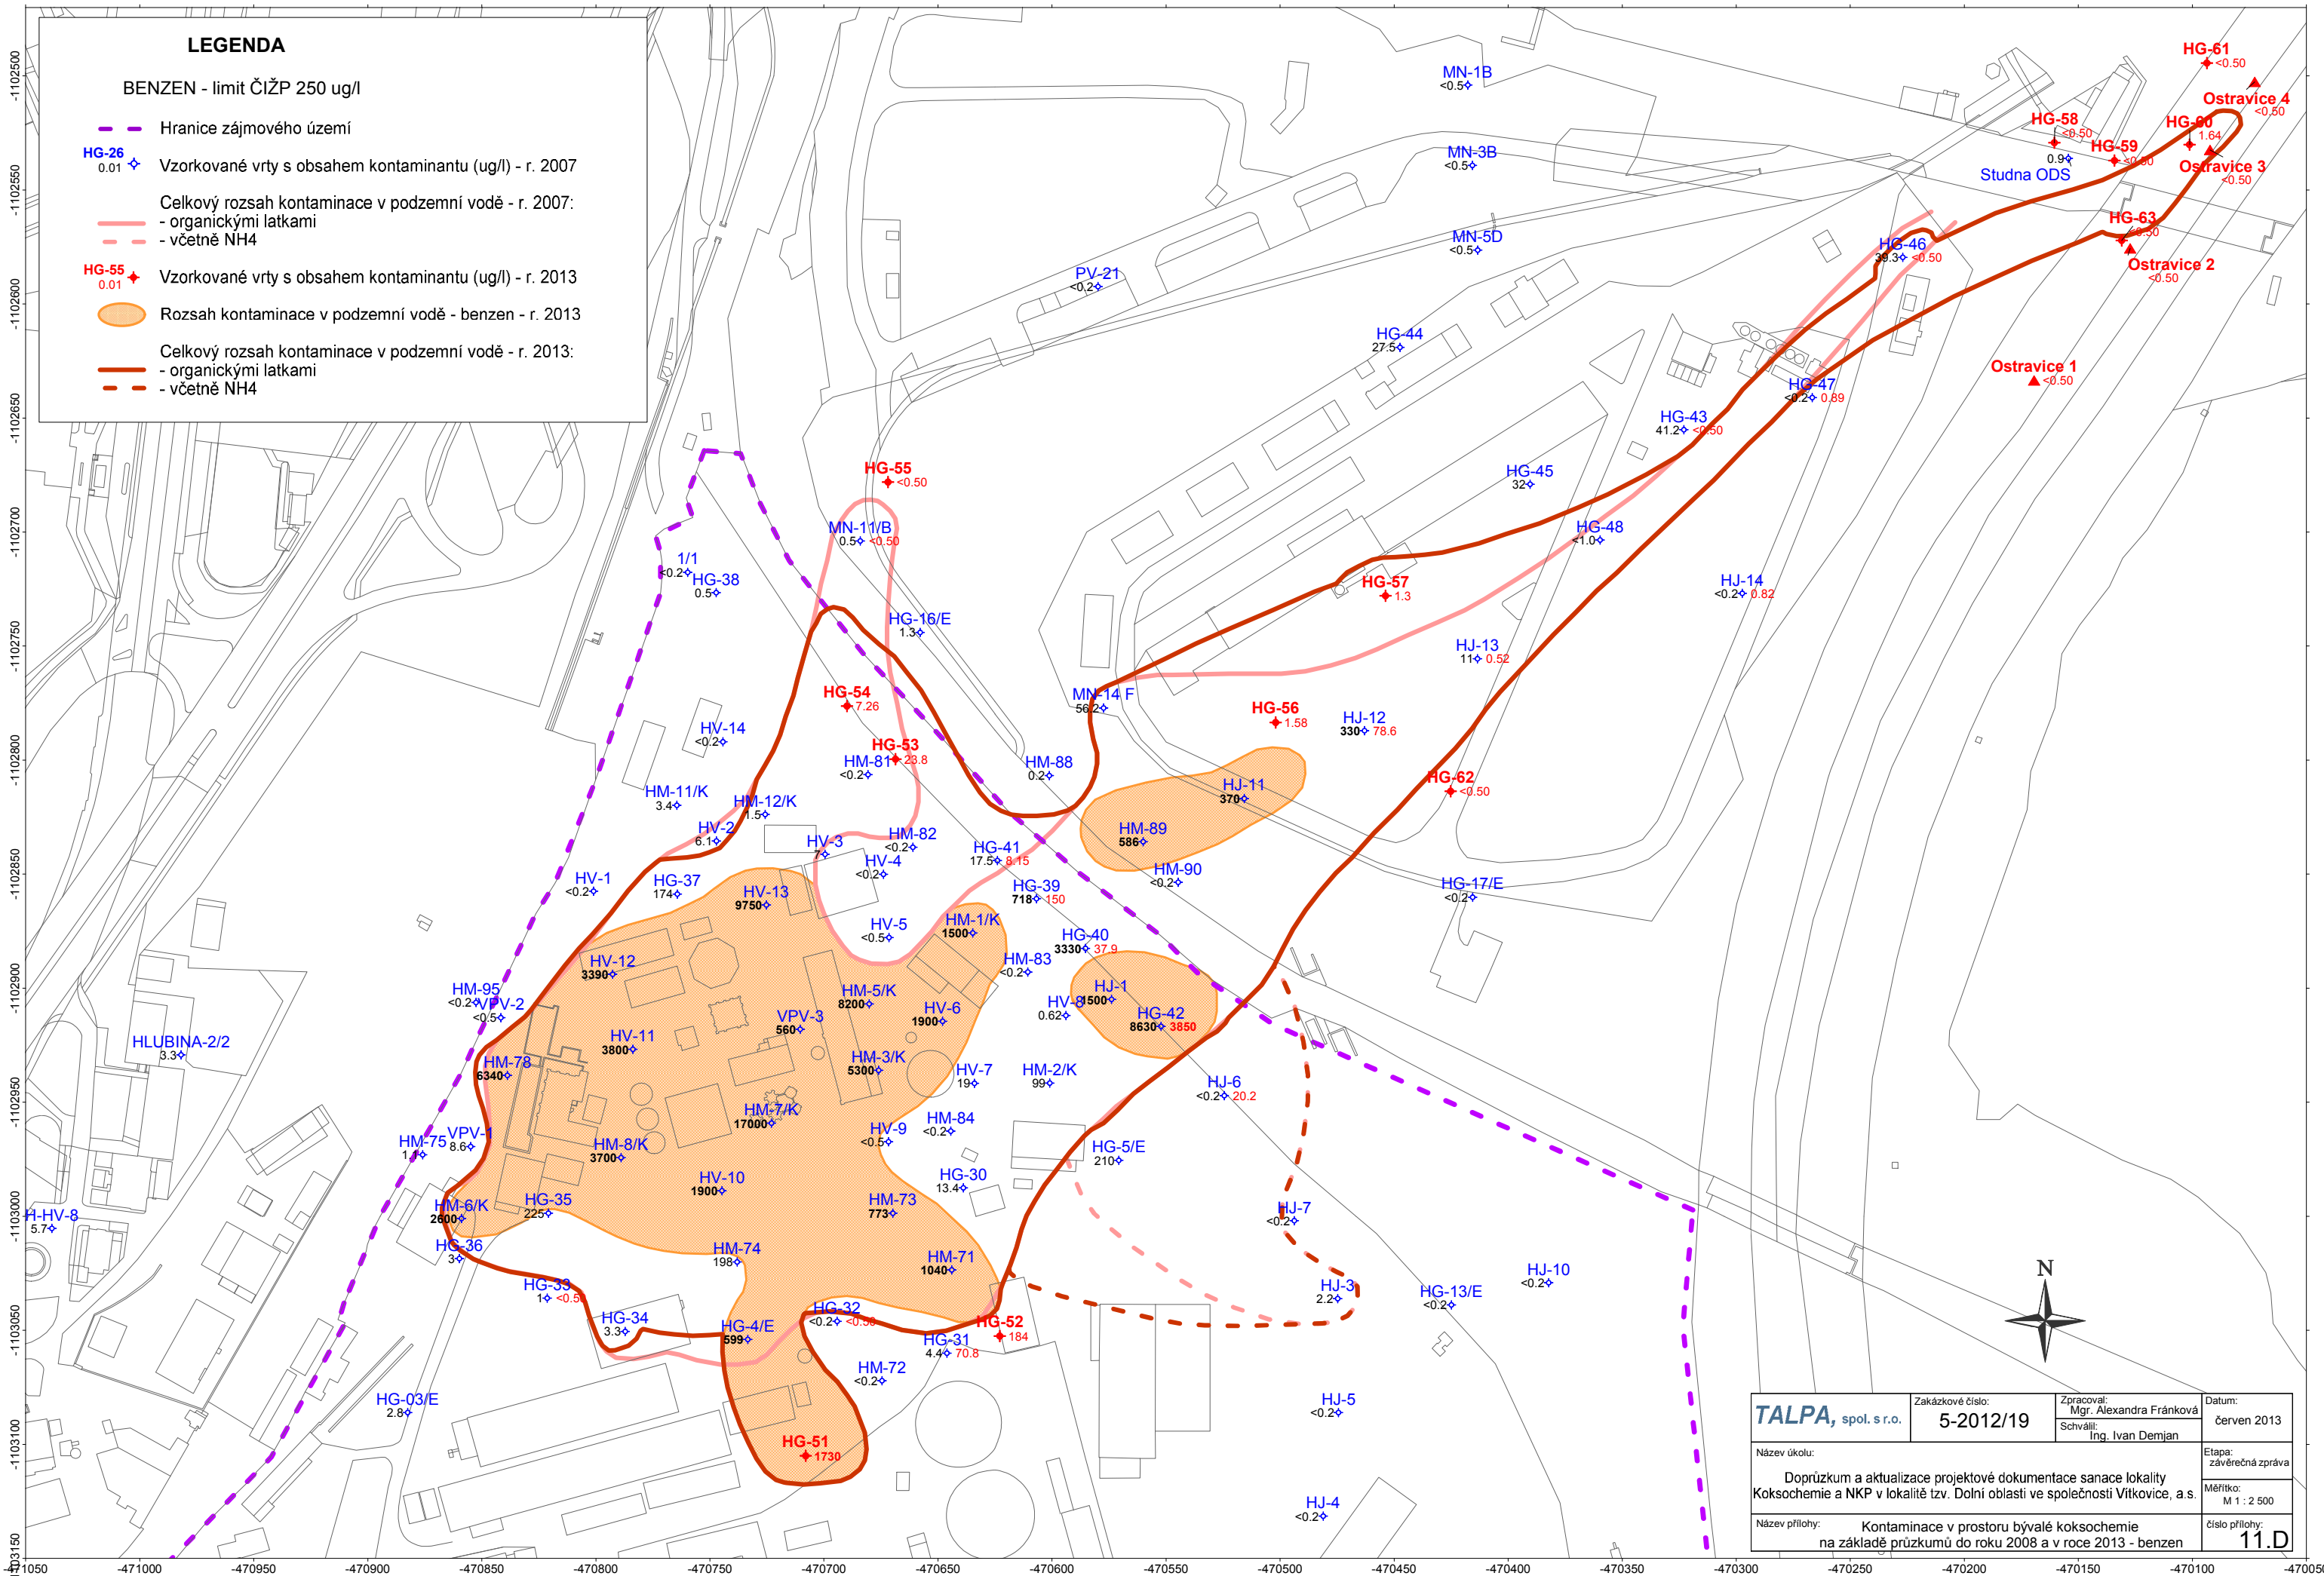 LEGENDA
BENZEN - limit ČIŽP 250 ug/l
Hranice zájmového území
HG-26
0.01
Vzorkované vrty s obsahem kontaminantu (ug/l) - r. 2007
Celkový rozsah kontaminace v podzemní vodě - r. 2007:
- organickými latkami
- včetně NH4
HG-55
0.01
Vzorkované vrty s obsahem kontaminantu (ug/l) - r. 2013
Rozsah kontaminace v podzemní vodě - benzen - r. 2013
Celkový rozsah kontaminace v podzemní vodě - r. 2013:
- organickými latkami
- včetně NH4
MN-1B
<0.5
HG-61
<0.50
Ostravice 4
<0.50
HG-58
<0.50
HG-60
1.64
HG-59
<0.50
Ostravice 3
<0.50
0.9
Studna ODS
MN-3B
<0.5
HG-63
<0.50
Ostravice 2
<0.50
MN-5D
<0.5
HG-46
39.3 <0.50
PV-21
<0.2
HG-44
27.5
Ostravice 1
<0.50
HG-47
<0.2 0.89
HG-43
41.2 <0.50
HG-55
<0.50
HG-45
32
MN-11/B
0.5 <0.50
HG-48
<1.0
1/1
<0.2
HG-38
0.5
HG-57
1.3
HJ-14
<0.2 0.82
HG-16/E
1.3
HJ-13
11 0.52
HG-54
7.26
MN-14 F
56.2
HG-56
1.58
HJ-12
330 78.6
HV-14
<0.2
HG-53
23.8
HM-81
<0.2
HM-88
0.2
HJ-11
370
HG-62
<0.50
HM-11/K
3.4
HM-12/K
1.5
HV-2
6.1
HM-89
586
HV-3
7
HM-82
<0.2
HV-4
<0.2
HG-41
17.5 8.15
HM-90
<0.2
HV-1
<0.2
HG-37
174
HV-13
9750
HG-39
718 150
HG-17/E
<0.2
HV-5
<0.5
HM-1/K
1500
HG-40
3330 37.9
HV-12
3390
HM-83
<0.2
HM-95
<0.2
VPV-2
<0.5
HM-5/K
8200
HJ-1
1500
HV-8
0.62
HV-6
1900
VPV-3
560
HG-42
8630 3850
HLUBINA-2/2
3.3
HV-11
3800
HM-78
6340
HM-3/K
5300
HV-7
19
HM-2/K
99
HJ-6
<0.2 20.2
HM-7/K
17000
HM-84
<0.2
HV-9
<0.5
HM-75
VPV-1
8.6
HM-8/K
3700
HG-5/E
210
HV-10
1900
HG-30
13.4
H-HV-8
5.7
HM-6/K
2600
HG-35
225
HM-73
773
HJ-7
<0.2
HG-36
3
HM-74
198
HM-71
1040
HJ-10
<0.2
HG-33
1 <0.50
HJ-3
2.2
HG-13/E
<0.2
HG-34
3.3
HG-4/E
599
HG-32
<0.2 <0.50
HG-52
184
HG-31
4.4 70.8
HM-72
<0.2
HG-03/E
2.8
HJ-5
<0.2
HG-51
1730
HJ-4
<0.2
N
TALPA, spol. s r.o.
Zakázkové číslo:
5-2012/19
Zpracoval:
Mgr. Alexandra Fránková
Schválil:
Ing. Ivan Demjan
Datum:
červen 2013
Název úkolu:
Doprůzkum a aktualizace projektové dokumentace sanace lokality
Koksochemie a NKP v lokalitě tzv. Dolní oblasti ve společnosti Vítkovice, a.s.
Etapa:
závěrečná zpráva
Měřítko:
M 1 : 2 500
Název přílohy:
Kontaminace v prostoru bývalé koksochemie
na základě průzkumů do roku 2008 a v roce 2013 - benzen
číslo přílohy:
11.D
-1102500
-1102550
-1102600
-1102650
-1102700
-1102750
-1102800
-1102850
-1102900
-1102950
-1103000
-1103050
-1103100
-1103150
-471050
-471000
-470950
-470900
-470850
-470800
-470750
-470700
-470650
-470600
-470550
-470500
-470450
-470400
-470350
-470300
-470250
-470200
-470150
-470100
-470050